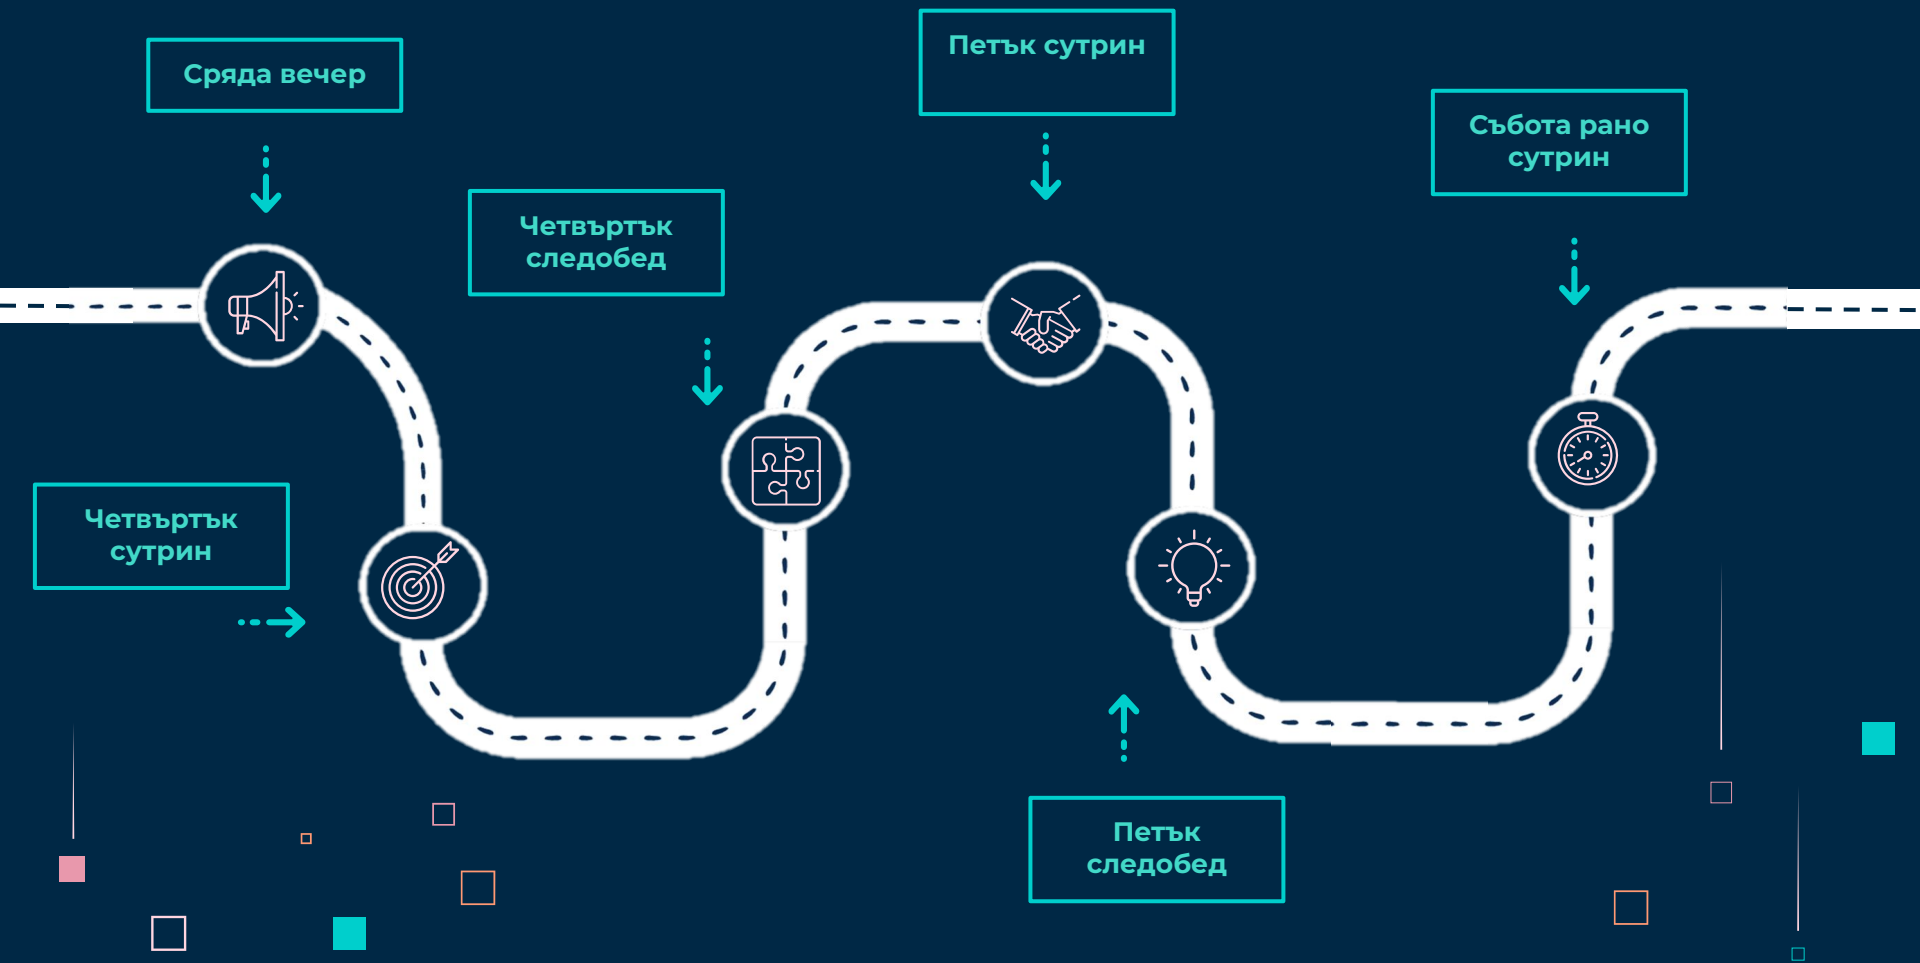 Сряда вечер
Четвъртък
сутрин
Четвъртък
следобед
Петък сутрин
Петък
следобед
Събота рано
сутрин